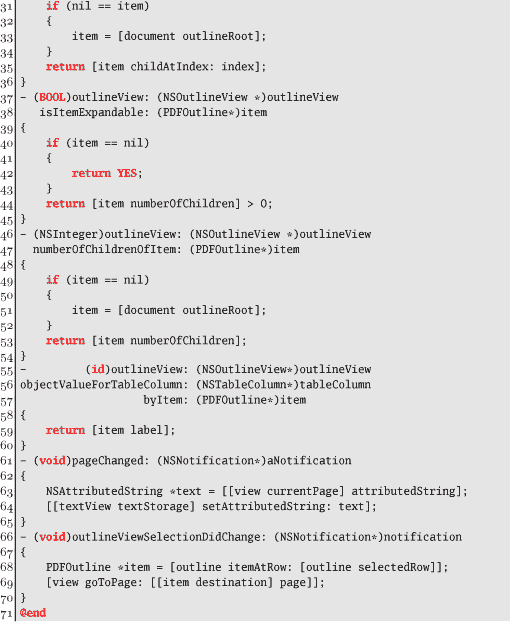 31 if (nil == item)
32 {
33 item = [document outlineRoot];
34 }
35 return [item childAtIndex: index];
36 }
37 - (BOOL)outlineView: (NSOutlineView *)outlineView
38 isItemExpandable: (PDFOutline*)item
39 {
40 if (item == nil)
41 {
42 return YES;
43 }
44 return [item numberOfChildren] > 0;
45 }
46 - (NSInteger)outlineView: (NSOutlineView *)outlineView
47 numberOfChildrenOfItem: (PDFOutline*)item
48 {
49 if (item == nil)
50 {
51 item = [document outlineRoot];
52 }
53 return [item numberOfChildren];
54 }
55 - (id)outlineView: (NSOutlineView*)outlineView
56 objectValueForTableColumn: (NSTableColumn*)tableColumn
57 byItem: (PDFOutline*)item
58 {
59 return [item label];
60 }
61 - (void)pageChanged: (NSNotification*)aNotification
62 {
63 NSAttributedString *text = [[view currentPage] attributedString];
64 [[textView textStorage] setAttributedString: text];
65 }
66 - (void)outlineViewSelectionDidChange: (NSNotification*)notification
67 {
68 PDFOutline *item = [outline itemAtRow: [outline selectedRow]];
69 [view goToPage: [[item destination] page]];
70 }
71 @end